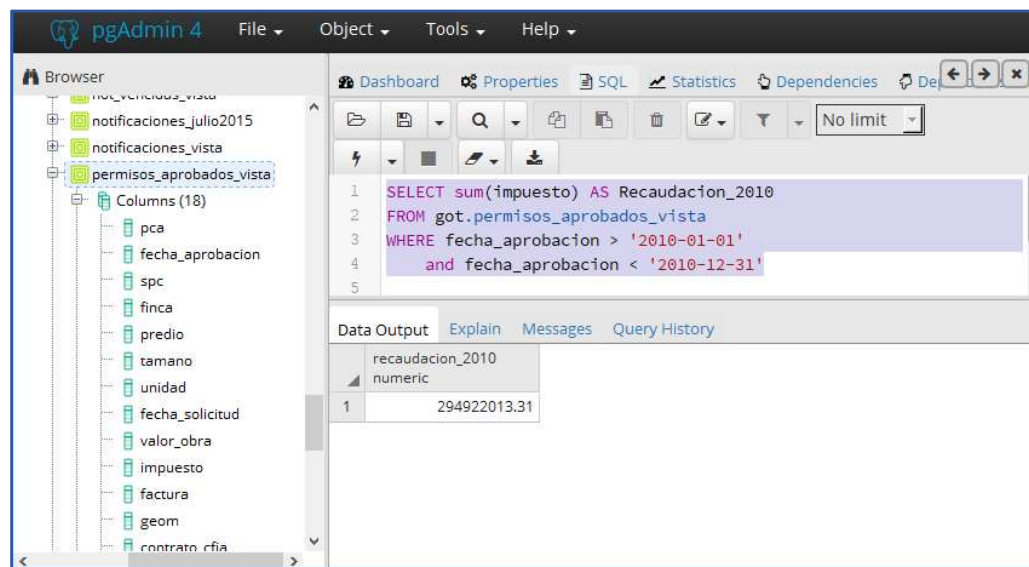 pgAdmin 4 File Object Tools Help
Browser
Dashboard Properties SQL Statistics Dependencies De
not_vencidas_vista
notificaciones_julio2015
notificaciones_vista
permisos_aprobados_vista
Columns (18)
pca
fecha_aprobacion
spc
finca
predio
tamano
unidad
fecha_solicitud
valor_obra
impuesto
factura
geom
contrato_cfia
No limit
1 SELECT sum(impuesto) AS Recaudacion_2010
2 FROM got.permisos_aprobados_vista
3 WHERE fecha_aprobacion > '2010-01-01'
4 and fecha_aprobacion < '2010-12-31'
5
Data Output Explain Messages Query History
recaudacion_2010
numeric
1 294922013.31